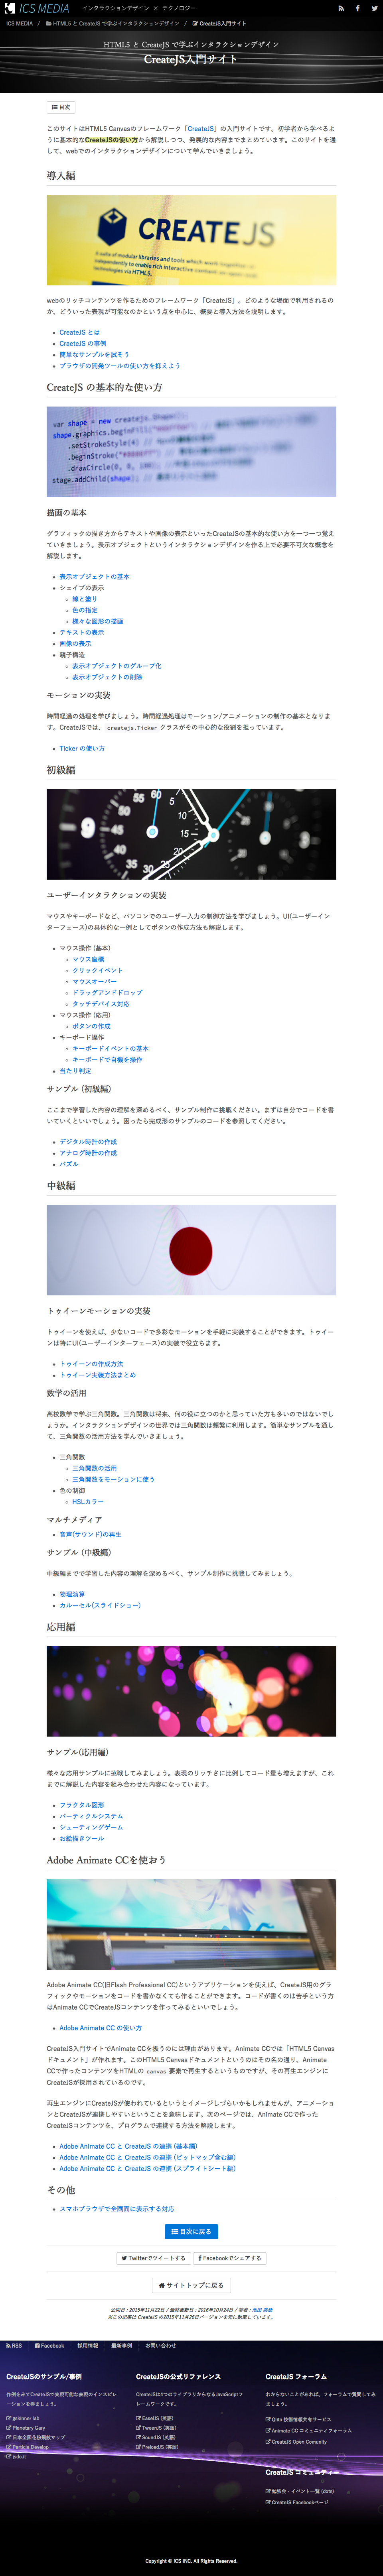 ICS MEDIA インタラクションデザイン × テクノロジー
ICS MEDIA / HTML5 と CreateJS で学ぶインタラクションデザイン / CreateJS入門サイト
HTML5 と CreateJS で学ぶインタラクションデザイン
CreateJS入門サイト
目次
このサイトはHTML5 Canvasのフレームワーク「CreateJS」の入門サイトです。初学者から学べるよ
うに基本的なCreateJSの使い方から解説しつつ、発展的な内容までまとめています。このサイトを通
して、webでのインタラクションデザインについて学んでいきましょう。
導入編
CREATEJS
A suite of modular libraries and tools which work together
via HTML5.
webのリッチコンテンツを作るためのフレームワーク「CreateJS」。どのような場面で利用されるの
か、どういった表現が可能なのかという点を中心に、概要と導入方法を説明します。
CreateJS とは
CraeteJS の事例
簡単なサンプルを試そう
ブラウザの開発ツールの使い方を抑えよう
CreateJS の基本的な使い方
var shape = new creat
shape.graphics.begin
.setStrokeStyl
.drawCircle(0, 0,
stage.addChild(shape)
描画の基本
グラフィックの描き方からテキストや画像の表示といったCreateJSの基本的な使い方を一つ一つ覚え
ていきましょう。表示オブジェクトというインタラクションデザインを作る上で必要不可欠な概念を
解説します。
表示オブジェクトの基本
シェイプの表示
線と塗り
色の指定
様々な図形の描画
テキストの表示
画像の表示
親子構造
表示オブジェクトのグループ化
表示オブジェクトの削除
モーションの実装
時間経過の処理を学びましょう。時間経過処理はモーション/アニメーションの制作の基本となりま
す。CreateJSでは、 createjs.Ticker クラスがその中心的な役割を担っています。
Ticker の使い方
初級編
ユーザーインタラクションの実装
マウスやキーボードなど、パソコンでのユーザー入力の制御方法を学びましょう。UI(ユーザーイン
ターフェース)の具体的な一例としてボタンの作成方法も解説します。
マウス操作 (基本)
マウス座標
クリックイベント
マウスオーバー
ドラッグアンドドロップ
タッチデバイス対応
マウス操作 (応用)
ボタンの作成
キーボード操作
キーボードイベントの基本
キーボードで自機を操作
当たり判定
サンプル (初級編)
ここまで学習した内容の理解を深めるべく、サンプル制作に挑戦ください。まずは自分でコードを書
いていくといいでしょう。困ったら完成形のサンプルのコードを参照してください。
デジタル時計の作成
アナログ時計の作成
パズル
中級編
トゥイーンモーションの実装
トゥイーンを使えば、少ないコードで多彩なモーションを手軽に実装することができます。トゥイー
ンは特にUI(ユーザーインターフェース)の実装で役立ちます。
トゥイーンの作成方法
トゥイーン実装方法まとめ
数学の活用
高校数学で学ぶ三角関数。三角関数は将来、何の役に立つのかと思っていた方も多いのではないでし
ょうか。インタラクションデザインの世界では三角関数は頻繁に利用します。簡単なサンプルを通し
て、三角関数の活用方法を学んでいきましょう。
三角関数
三角関数の活用
三角関数をモーションに使う
色の制御
HSLカラー
マルチメディア
音声(サウンド)の再生
サンプル (中級編)
中級編までで学習した内容の理解を深めるべく、サンプル制作に挑戦してみましょう。
物理演算
カルーセル(スライドショー)
応用編
サンプル(応用編)
様々な応用サンプルに挑戦してみましょう。表現のリッチさに比例してコード量も増えますが、これ
までに解説した内容を組み合わせた内容になっています。
フラクタル図形
パーティクルシステム
シューティングゲーム
お絵描きツール
Adobe Animate CCを使おう
Adobe Animate CC(旧Flash Professional CC)というアプリケーションを使えば、CreateJS用のグラ
フィックやモーションをコードを書かなくても作ることができます。コードが書くのは苦手という方
はAnimate CCでCreateJSコンテンツを作ってみるといいでしょう。
Adobe Animate CC の使い方
CreateJS入門サイトでAnimate CCを扱うのには理由があります。Animate CCでは「HTML5 Canvas
ドキュメント」が作れます。このHTML5 Canvasドキュメントというのはその名の通り、Animate
CCで作ったコンテンツをHTMLの canvas 要素で再生するというものですが、その再生エンジンに
CreateJSが採用されているのです。
再生エンジンにCreateJSが使われているというとイメージしづらいかもしれませんが、アニメーショ
ンとCreateJSが連携しやすいということを意味します。次のページでは、Animate CCで作った
CreateJSコンテンツを、プログラムで連携する方法を解説します。
Adobe Animate CC と CreateJS の連携 (基本編)
Adobe Animate CC と CreateJS の連携 (ビットマップ含む編)
Adobe Animate CC と CreateJS の連携 (スプライトシート編)
その他
スマホブラウザで全画面に表示する対応
目次に戻る
Twitterでツイートする Facebookでシェアする
サイトトップに戻る
公開日 : 2015年11月22日 / 最終更新日 : 2018年10月24日 / 著者 : 池田 泰延
※この記事は CreateJS の2015年11月26日バージョンを元に執筆しています。
RSS Facebook 採用情報 最新事例 お問い合わせ
CreateJSのサンプル/事例
作例をみてCreateJSで実現可能な表現のインスピレ
ーションを得ましょう。
gskinner lab
Planetary Gary
日本全国花粉飛散マップ
Particle Develop
CreateJSの公式リファレンス
CreateJSは4つのライブラリからなるJavaScriptフ
レームワークです。
EaselJS (英語)
TweenJS (英語)
SoundJS (英語)
PreloadJS (英語)
CreateJS フォーラム
わからないことがあれば、フォーラムで質問してみ
ましょう。
Qiita 技術情報共有サービス
Animate CC コミュニティフォーラム
CreateJS Open Comunity
CreateJS コミュニティー
勉強会・イベント一覧 (dots)
CreateJS Facebookページ
Copyright © ICS INC. All Rights Reserved.